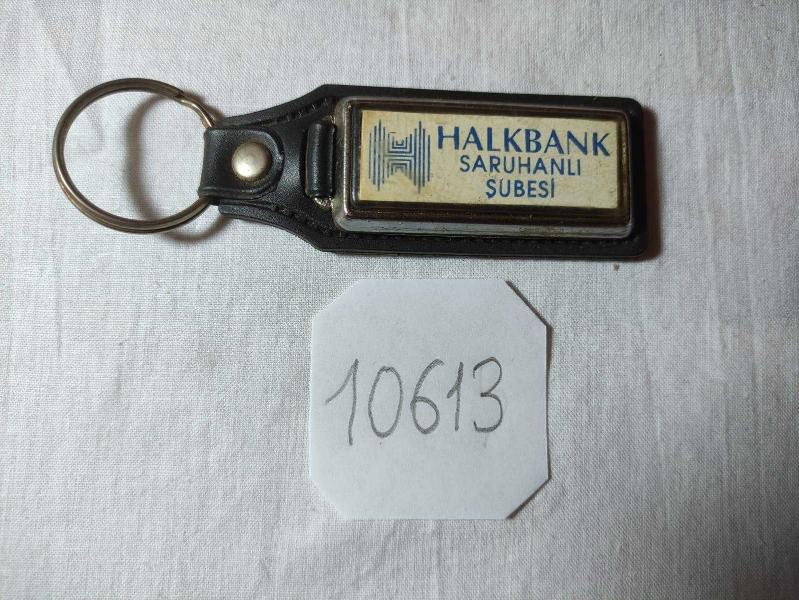 HALKBANK
SARUHANLI
ŞUBESİ
10613